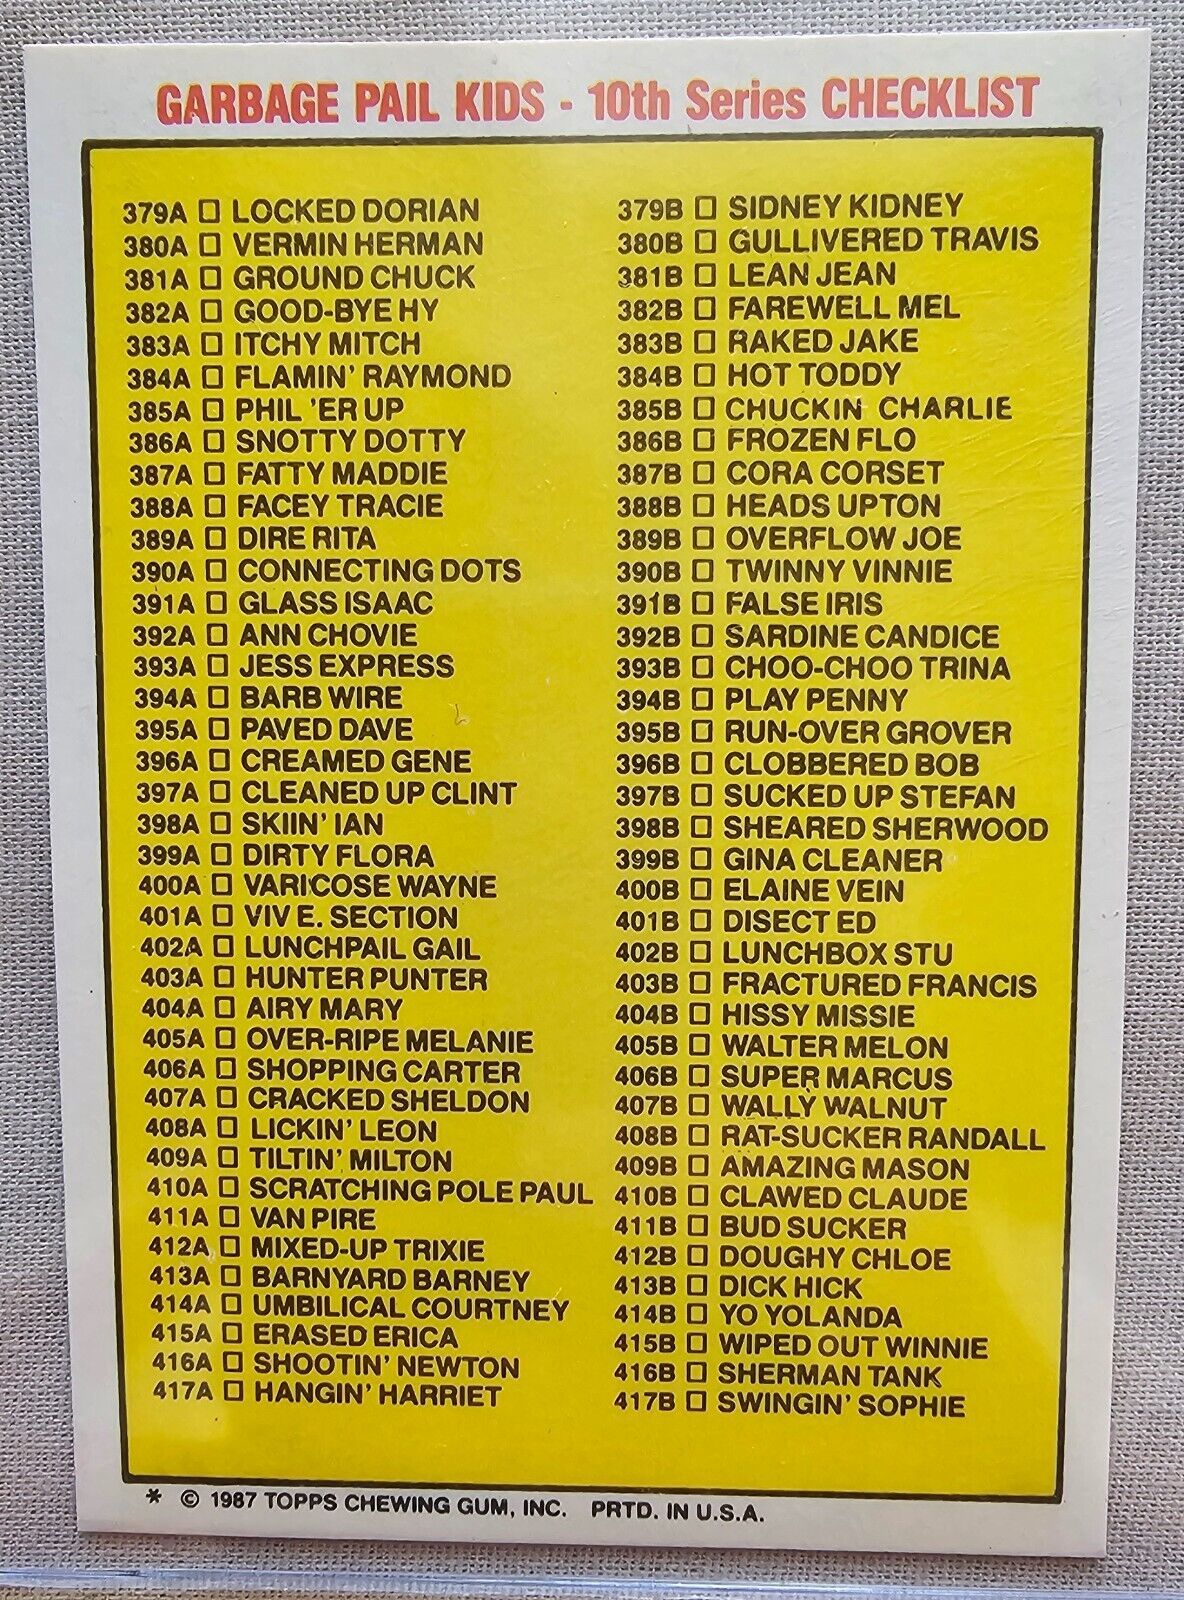 GARBAGE PAIL KIDS - 10th Series CHECKLIST
379A □ LOCKED DORIAN
380A □ VERMIN HERMAN
381A □ GROUND CHUCK
382A □ GOOD-BYE HY
383A □ ITCHY MITCH
384A □ FLAMIN' RAYMOND
385A □ PHIL 'ER UP
386A □ SNOTTY DOTTY
387A □ FATTY MADDIE
388A □ FACEY TRACIE
389A □ DIRE RITA
390A □ CONNECTING DOTS
391A □ GLASS ISAAC
392A □ ANN CHOVIE
393A □ JESS EXPRESS
394A □ BARB WIRE
395A □ PAVED DAVE
396A □ CREAMED GENE
397A □ CLEANED UP CLINT
398A □ SKIIN' IAN
399A □ DIRTY FLORA
400A □ VARICOSE WAYNE
401A □ VIV E. SECTION
402A □ LUNCHPAIL GAIL
403A □ HUNTER PUNTER
404A □ AIRY MARY
405A □ OVER-RIPE MELANIE
406A □ SHOPPING CARTER
407A □ CRACKED SHELDON
408A □ LICKIN' LEON
409A □ TILTIN' MILTON
410A □ SCRATCHING POLE PAUL
411A □ VAN PIRE
412A □ MIXED-UP TRIXIE
413A □ BARNYARD BARNEY
414A □ UMBILICAL COURTNEY
415A □ ERASED ERICA
416A □ SHOOTIN' NEWTON
417A □ HANGIN' HARRIET
379B □ SIDNEY KIDNEY
380B □ GULLIVERED TRAVIS
381B □ LEAN JEAN
382B □ FAREWELL MEL
383B □ RAKED JAKE
384B □ HOT TODDY
385B □ CHUCKIN CHARLIE
386B □ FROZEN FLO
387B □ CORA CORSET
388B □ HEADS UPTON
389B □ OVERFLOW JOE
390B □ TWINNY VINNIE
391B □ FALSE IRIS
392B □ SARDINE CANDICE
393B □ CHOO-CHOO TRINA
394B □ PLAY PENNY
395B □ RUN-OVER GROVER
396B □ CLOBBERED BOB
397B □ SUCKED UP STEFAN
398B □ SHEARED SHERWOOD
399B □ GINA CLEANER
400B □ ELAINE VEIN
401B □ DISECT ED
402B □ LUNCHBOX STU
403B □ FRACTURED FRANCIS
404B □ HISSY MISSIE
405B □ WALTER MELON
406B □ SUPER MARCUS
407B □ WALLY WALNUT
408B □ RAT-SUCKER RANDALL
409B □ AMAZING MASON
410B □ CLAWED CLAUDE
411B □ BUD SUCKER
412B □ DOUGHY CHLOE
413B □ DICK HICK
414B □ YO YOLANDA
415B □ WIPED OUT WINNIE
416B □ SHERMAN TANK
417B □ SWINGIN' SOPHIE
* © 1987 TOPPS CHEWING GUM, INC. PRTD. IN U.S.A.